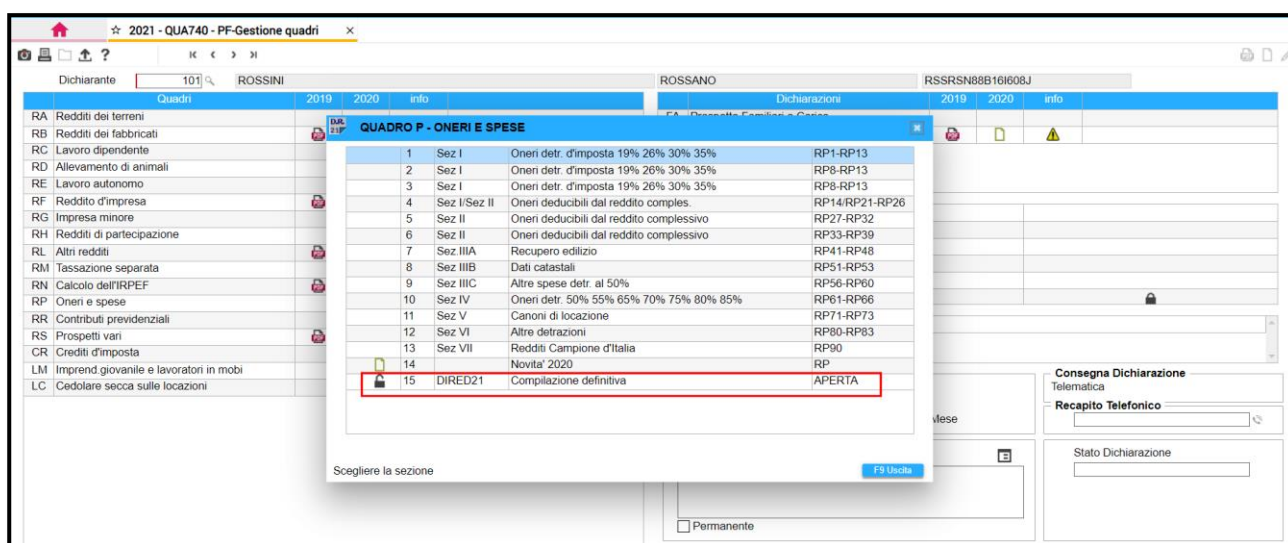 ☆ 2021 - QUA740 - PF-Gestione quadri ×
?
Dichiarante 101 ROSSINI ROSSANO RSSRSN88B16I608J
Quadri 2019 2020 info
RA Redditi dei terreni
RB Redditi dei fabbricati
RC Lavoro dipendente
RD Allevamento di animali
RE Lavoro autonomo
RF Reddito d'impresa
RG Impresa minore
RH Redditi di partecipazione
RL Altri redditi
RM Tassazione separata
RN Calcolo dell'IRPEF
RP Oneri e spese
RR Contributi previdenziali
RS Prospetti vari
CR Crediti d'imposta
LM Imprend.giovanile e lavoratori in mobi
LC Cedolare secca sulle locazioni
Dichiarazioni 2019 2020 info
FA Prospetto Familiari a Carico
D.R. QUADRO P - ONERI E SPESE
1 Sez I Oneri detr. d'imposta 19% 26% 30% 35% RP1-RP13
2 Sez I Oneri detr. d'imposta 19% 26% 30% 35% RP8-RP13
3 Sez I Oneri detr. d'imposta 19% 26% 30% 35% RP8-RP13
4 Sez I/Sez II Oneri deducibili dal reddito comples. RP14/RP21-RP26
5 Sez II Oneri deducibili dal reddito complessivo RP27-RP32
6 Sez II Oneri deducibili dal reddito complessivo RP33-RP39
7 Sez.IIIA Recupero edilizio RP41-RP48
8 Sez IIIB Dati catastali RP51-RP53
9 Sez IIIC Altre spese detr. al 50% RP56-RP60
10 Sez IV Oneri detr. 50% 55% 65% 70% 75% 80% 85% RP61-RP66
11 Sez V Canoni di locazione RP71-RP73
12 Sez VI Altre detrazioni RP80-RP83
13 Sez VII Redditi Campione d'Italia RP90
14 Novita' 2020 RP
15 DIRED21 Compilazione definitiva APERTA
Scegliere la sezione F9 Uscita
Consegna Dichiarazione
Telematica
Recapito Telefonico
Mese
Stato Dichiarazione
Permanente